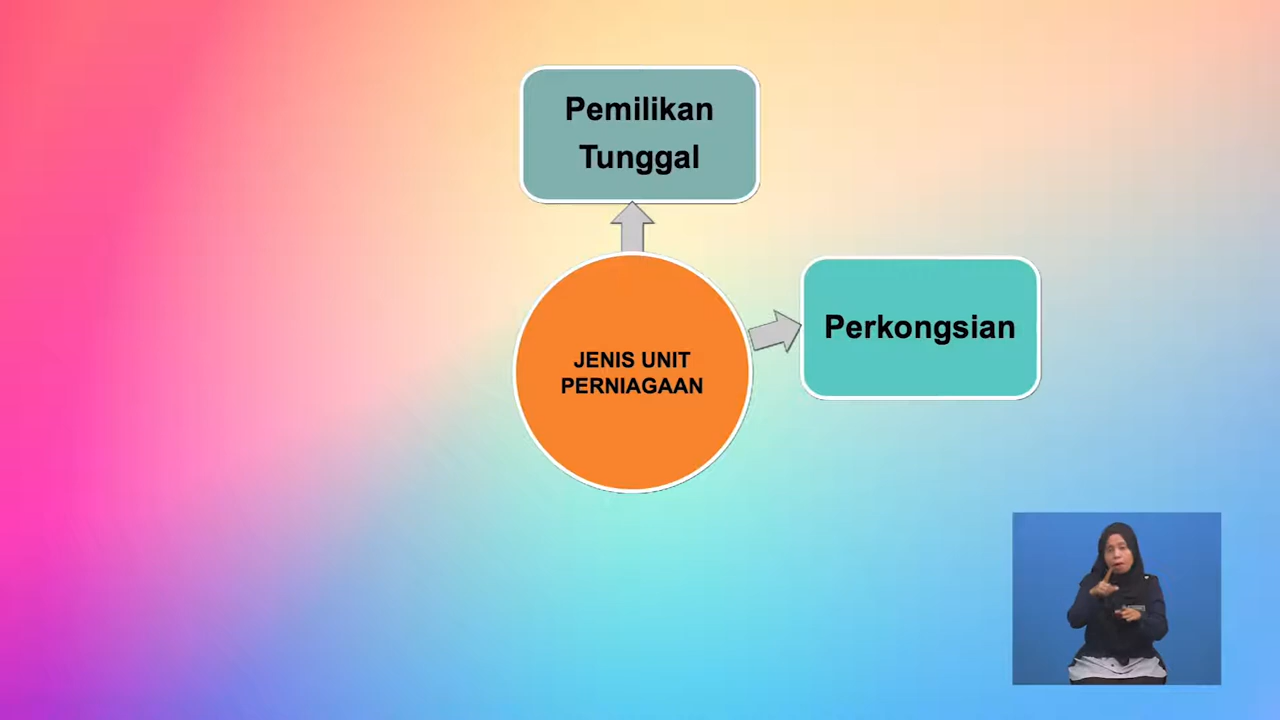 Pemilikan
Tunggal
Perkongsian
JENIS UNIT
PERNIAGAAN